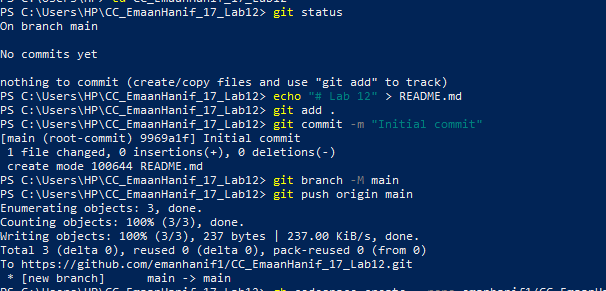 PS C:\Users\HP\CC_EmaanHanif_17_Lab12> git status
On branch main
No commits yet
nothing to commit (create/copy files and use "git add" to track)
PS C:\Users\HP\CC_EmaanHanif_17_Lab12> echo "# Lab 12" > README.md
PS C:\Users\HP\CC_EmaanHanif_17_Lab12> git add .
PS C:\Users\HP\CC_EmaanHanif_17_Lab12> git commit -m "Initial commit"
[main (root-commit) 9969a1f] Initial commit
 1 file changed, 0 insertions(+), 0 deletions(-)
 create mode 100644 README.md
PS C:\Users\HP\CC_EmaanHanif_17_Lab12> git branch -M main
PS C:\Users\HP\CC_EmaanHanif_17_Lab12> git push origin main
Enumerating objects: 3, done.
Counting objects: 100% (3/3), done.
Writing objects: 100% (3/3), 237 bytes | 237.00 KiB/s, done.
Total 3 (delta 0), reused 0 (delta 0), pack-reused 0 (from 0)
To https://github.com/emanhanif1/CC_EmaanHanif_17_Lab12.git
 * [new branch]      main -> main